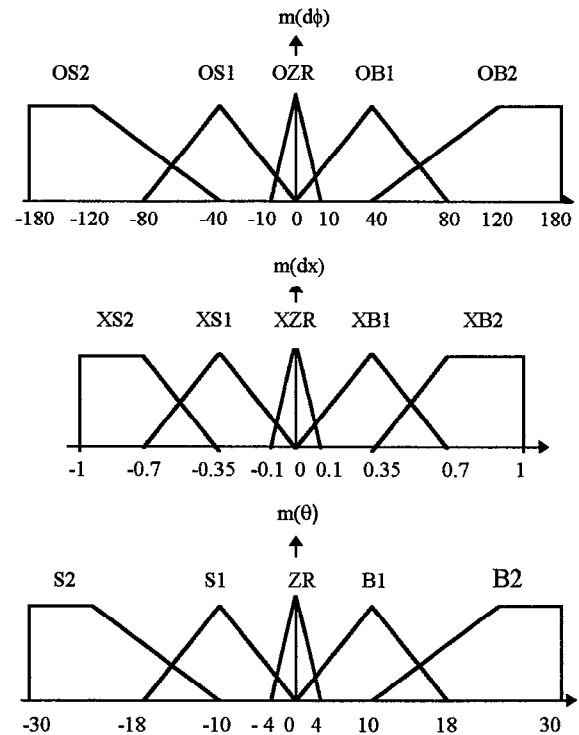 m(dϕ)
OS2 OS1 OZR OB1 OB2
-180 -120 -80 -40 -10 0 10 40 80 120 180
m(dx)
XS2 XS1 XZR XB1 XB2
-1 -0.7 -0.35 -0.1 0 0.1 0.35 0.7 1
m(θ)
S2 S1 ZR B1 B2
-30 -18 -10 - 4 0 4 10 18 30